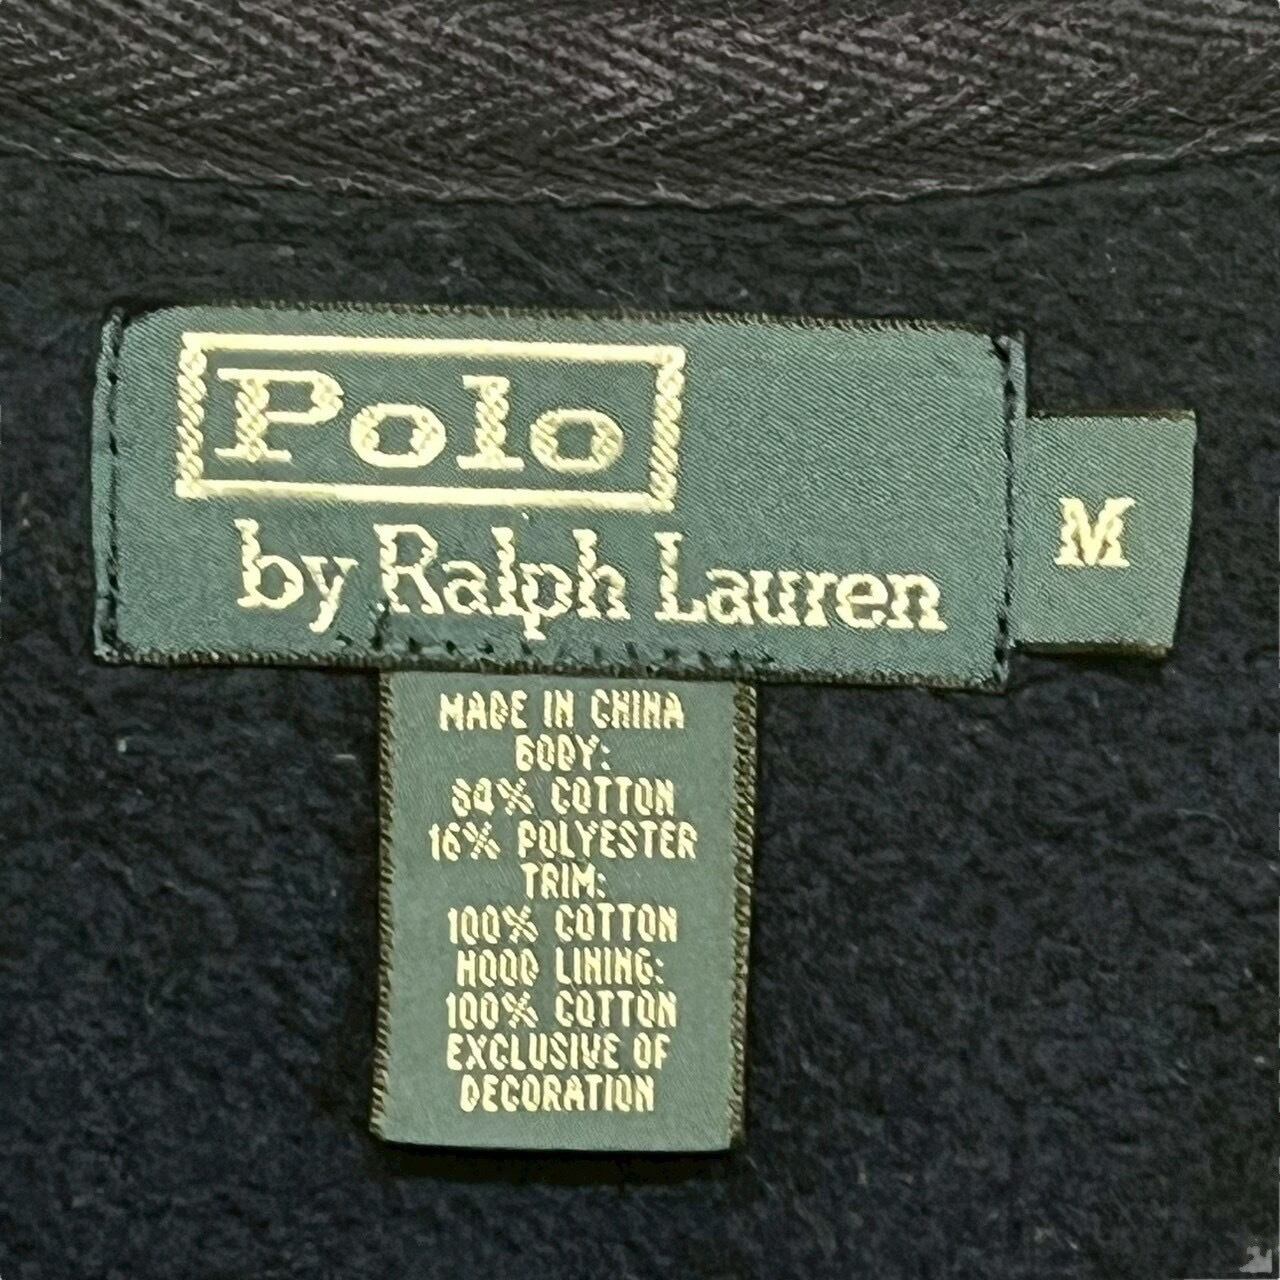 Polo
by Ralph Lauren
M
MADE IN CHINA
BODY:
84% COTTON
16% POLYESTER
TRIM:
100% COTTON
HOOD LINING:
100% COTTON
EXCLUSIVE OF
DECORATION